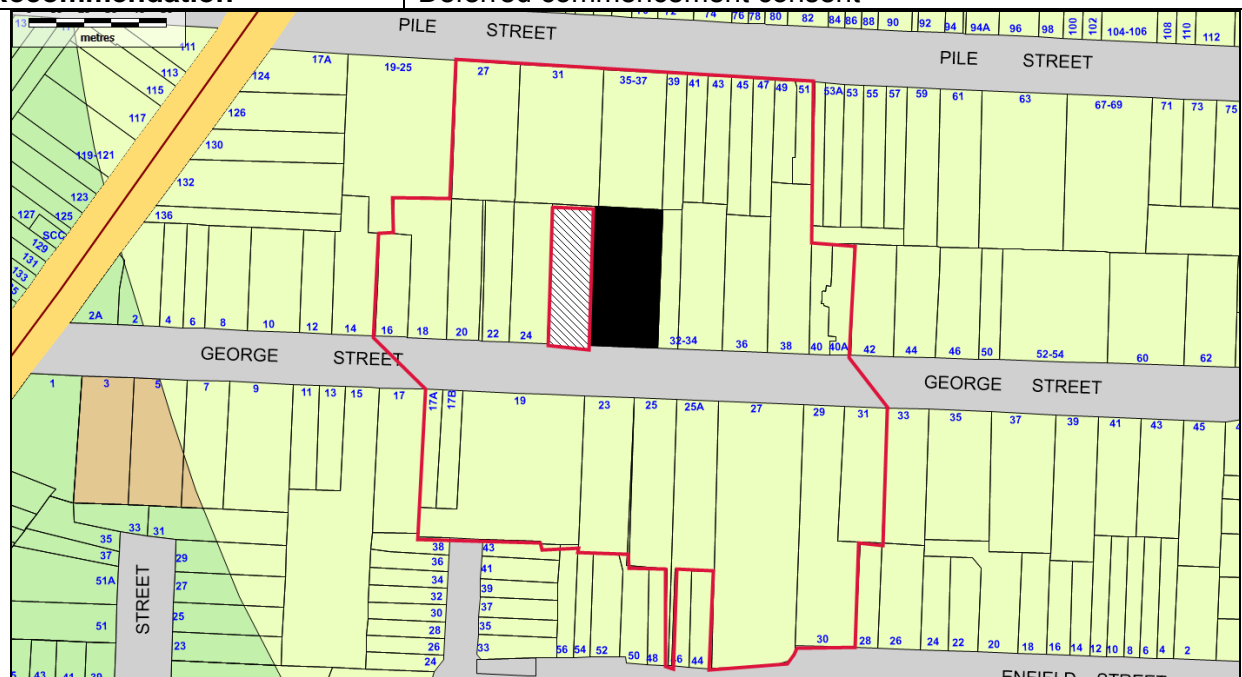 Recommendation Deferred commencement consent
metres
PILE STREET
74 76 78 80 82 84 86 88 90 92 94 94A 96 98 100 102 104-106 108 110 112
PILE STREET
111 113 115 117 119-121 123 125 127 SCC 129 131 133
124 126 130 132 136
17A 19-25 27 31 35-37 39 41 43 45 47 49 51 53A 53 55 57 59 61 63 67-69 71 73 75
2A 2 4 6 8 10 12 14 16 18 20 22 24 32-34 36 38 40 40A 42 44 46 50 52-54 60 62
GEORGE STREET
GEORGE STREET
1 3 5 7 9 11 13 15 17 17A 17B 19 23 25 25A 27 29 31 33 35 37 39 41 43 45
33 31
35 37 51A 51
29 27 25 23
STREET
38 36 34 32 30 28 26 24
43 41 39 37 35 33
56 54 52 50 48 44 30 28 26 24 22 20 18 16 14 12 10 8 6 4 2
43 41 39
ENFIELD STREET